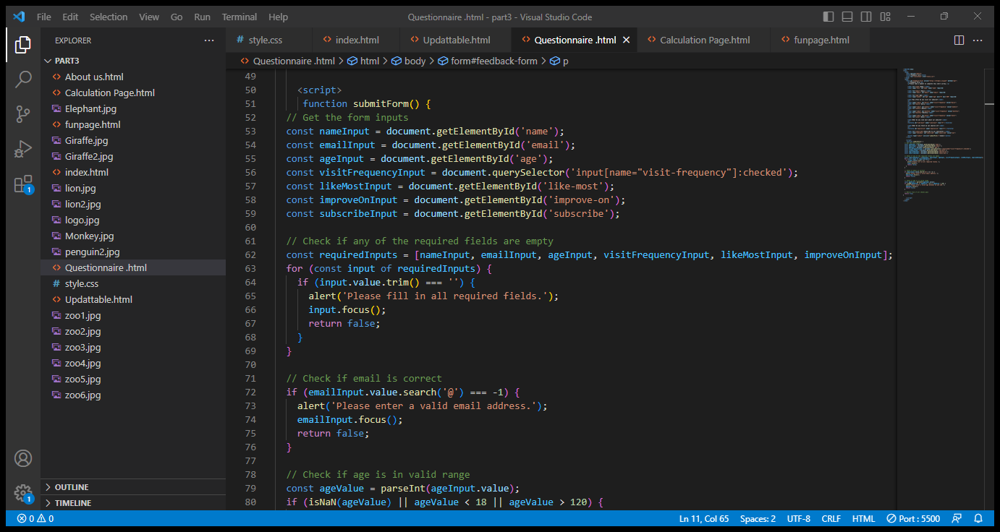 File Edit Selection View Go Run Terminal Help
Questionnaire .html - part3 - Visual Studio Code
EXPLORER
style.css
index.html
Updattable.html
Questionnaire .html
Calculation Page.html
funpage.html
PART3
About us.html
Calculation Page.html
Elephant.jpg
funpage.html
Giraffe.jpg
Giraffe2.jpg
index.html
lion.jpg
lion2.jpg
logo.jpg
Monkey.jpg
penguin2.jpg
Questionnaire .html
# style.css
Updattable.html
zoo1.jpg
zoo2.jpg
zoo3.jpg
zoo4.jpg
zoo5.jpg
zoo6.jpg
OUTLINE
TIMELINE
1
1
Questionnaire .html > html > body > form#feedback-form > p
49
50 <script>
51 function submitForm() {
52 // Get the form inputs
53 const nameInput = document.getElementById('name');
54 const emailInput = document.getElementById('email');
55 const ageInput = document.getElementById('age');
56 const visitFrequencyInput = document.querySelector('input[name="visit-frequency"]:checked');
57 const likeMostInput = document.getElementById('like-most');
58 const improveOnInput = document.getElementById('improve-on');
59 const subscribeInput = document.getElementById('subscribe');
60
61 // Check if any of the required fields are empty
62 const requiredInputs = [nameInput, emailInput, ageInput, visitFrequencyInput, likeMostInput, improveOnInput];
63 for (const input of requiredInputs) {
64 if (input.value.trim() === '') {
65 alert('Please fill in all required fields.');
66 input.focus();
67 return false;
68 }
69 }
70
71 // Check if email is correct
72 if (emailInput.value.search('@') === -1) {
73 alert('Please enter a valid email address.');
74 emailInput.focus();
75 return false;
76 }
77
78 // Check if age is in valid range
79 const ageValue = parseInt(ageInput.value);
80 if (isNaN(ageValue) || ageValue < 18 || ageValue > 120) {
0 0 Ln 11, Col 65 Spaces: 2 UTF-8 CRLF HTML Port : 5500